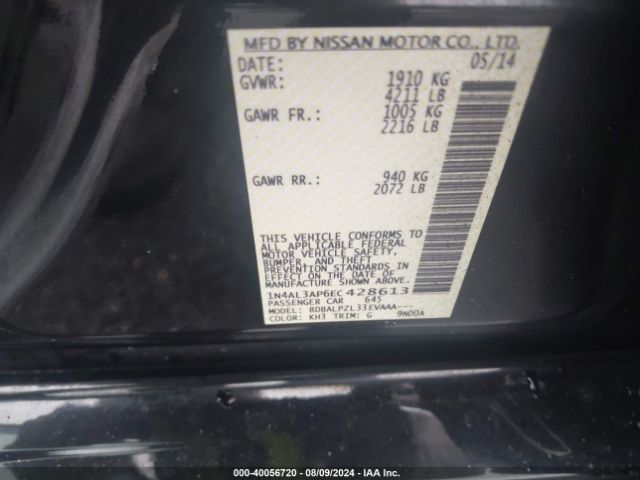 MFD BY NISSAN MOTOR CO., LTD.
DATE: 05/14
GVWR: 1910 KG
4211 LB
GAWR FR.: 1005 KG
2216 LB
GAWR RR.: 940 KG
2072 LB
THIS VEHICLE CONFORMS TO
ALL APPLICABLE FEDERAL
MOTOR VEHICLE SAFETY,
BUMPER, AND THEFT
PREVENTION STANDARDS
IN EFFECT ON THE DATE OF
MANUFACTURE SHOWN ABOVE.
1N4AL3AP6EC428613
PASSENGER CAR 645
MODEL: BDBALPZL33EVAAA---
COLOR: KH3 TRIM: G 9N00A
000-40056720 - 08/09/2024 - IAA Inc.